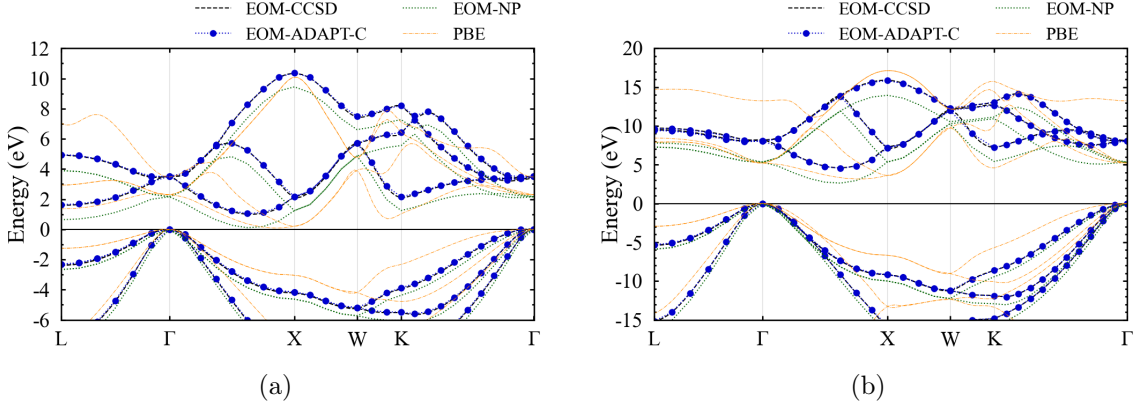 EOM-CCSD EOM-NP
EOM-ADAPT-C PBE
12
10
8
6
4
2
0
-2
-4
-6
Energy (eV)
L Γ X W K Γ
(a)
EOM-CCSD EOM-NP
EOM-ADAPT-C PBE
20
15
10
5
0
-5
-10
-15
Energy (eV)
L Γ X W K Γ
(b)